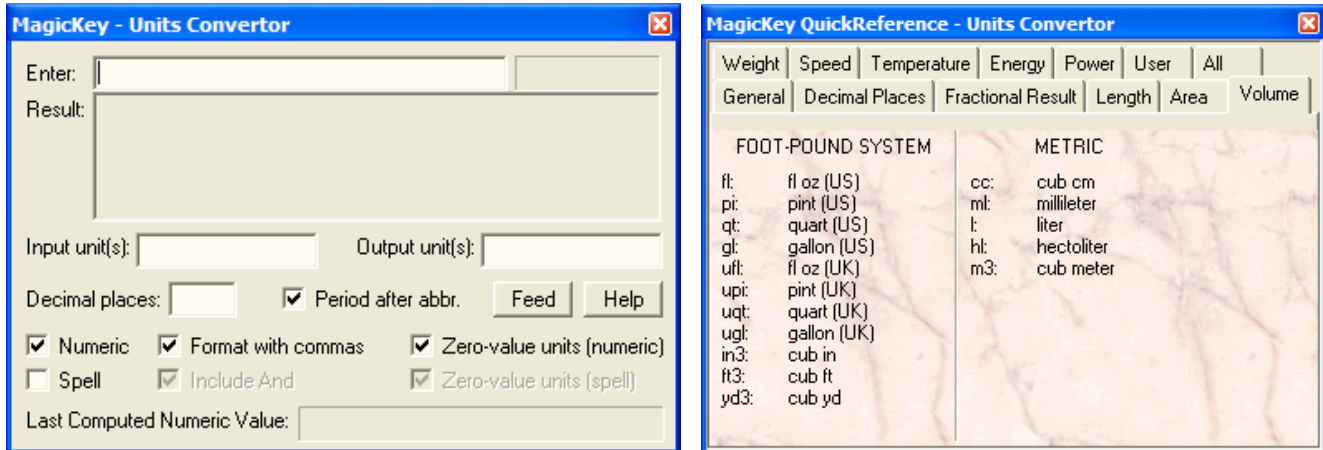 MagicKey - Units Convertor
Enter:
Result:
Input unit(s): Output unit(s):
Decimal places: Period after abbr. Feed Help
Numeric Format with commas Zero-value units (numeric)
Spell Include And Zero-value units (spell)
Last Computed Numeric Value:
MagicKey QuickReference - Units Convertor
Weight Speed Temperature Energy Power User All
General Decimal Places Fractional Result Length Area Volume
FOOT-POUND SYSTEM
fl: fl oz (US)
pi: pint (US)
qt: quart (US)
gl: gallon (US)
ufl: fl oz (UK)
upi: pint (UK)
uqt: quart (UK)
ugl: gallon (UK)
in3: cub in
ft3: cub ft
yd3: cub yd
METRIC
cc: cub cm
ml: millileter
l: liter
hl: hectoliter
m3: cub meter